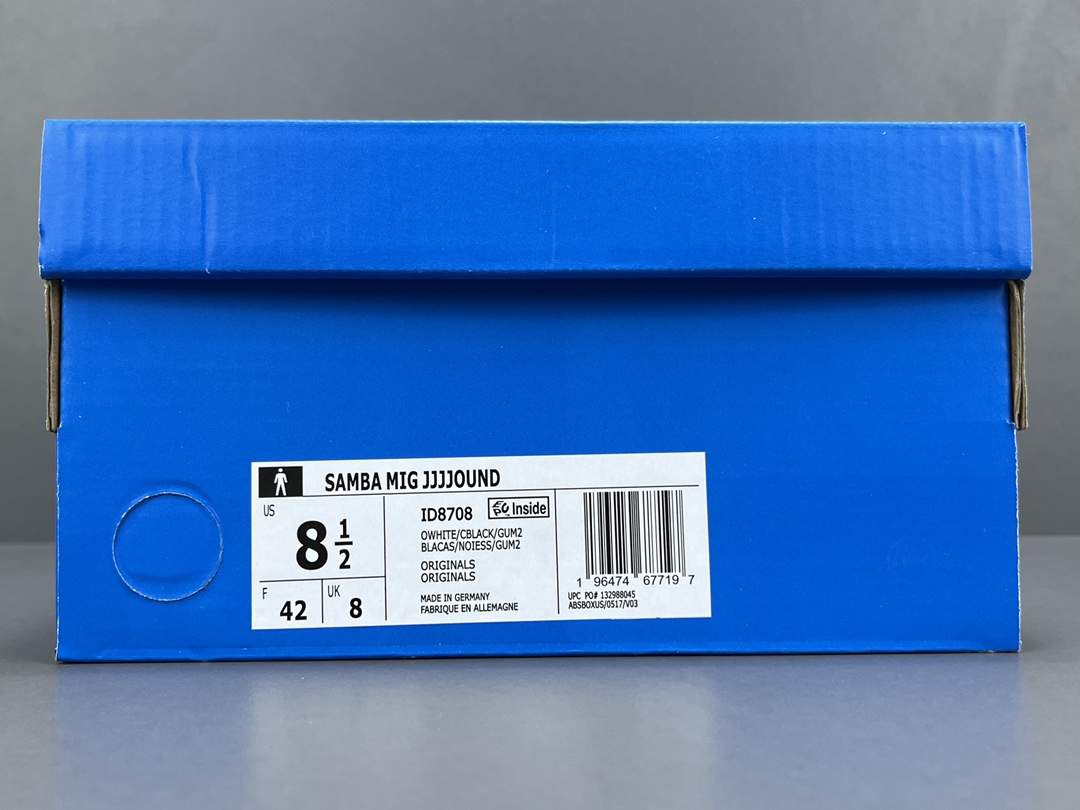 SAMBA MIG JJJJOUND
US
8 1/2
F
42
UK
8
ID8708
Inside
OWHITE/CBLACK/GUM2
BLACAS/NOIESS/GUM2
ORIGINALS
ORIGINALS
MADE IN GERMANY
FABRIQUE EN ALLEMAGNE
1 96474 67719 7
UPC PO# 132988045
ABSBOXUS/0517/V03